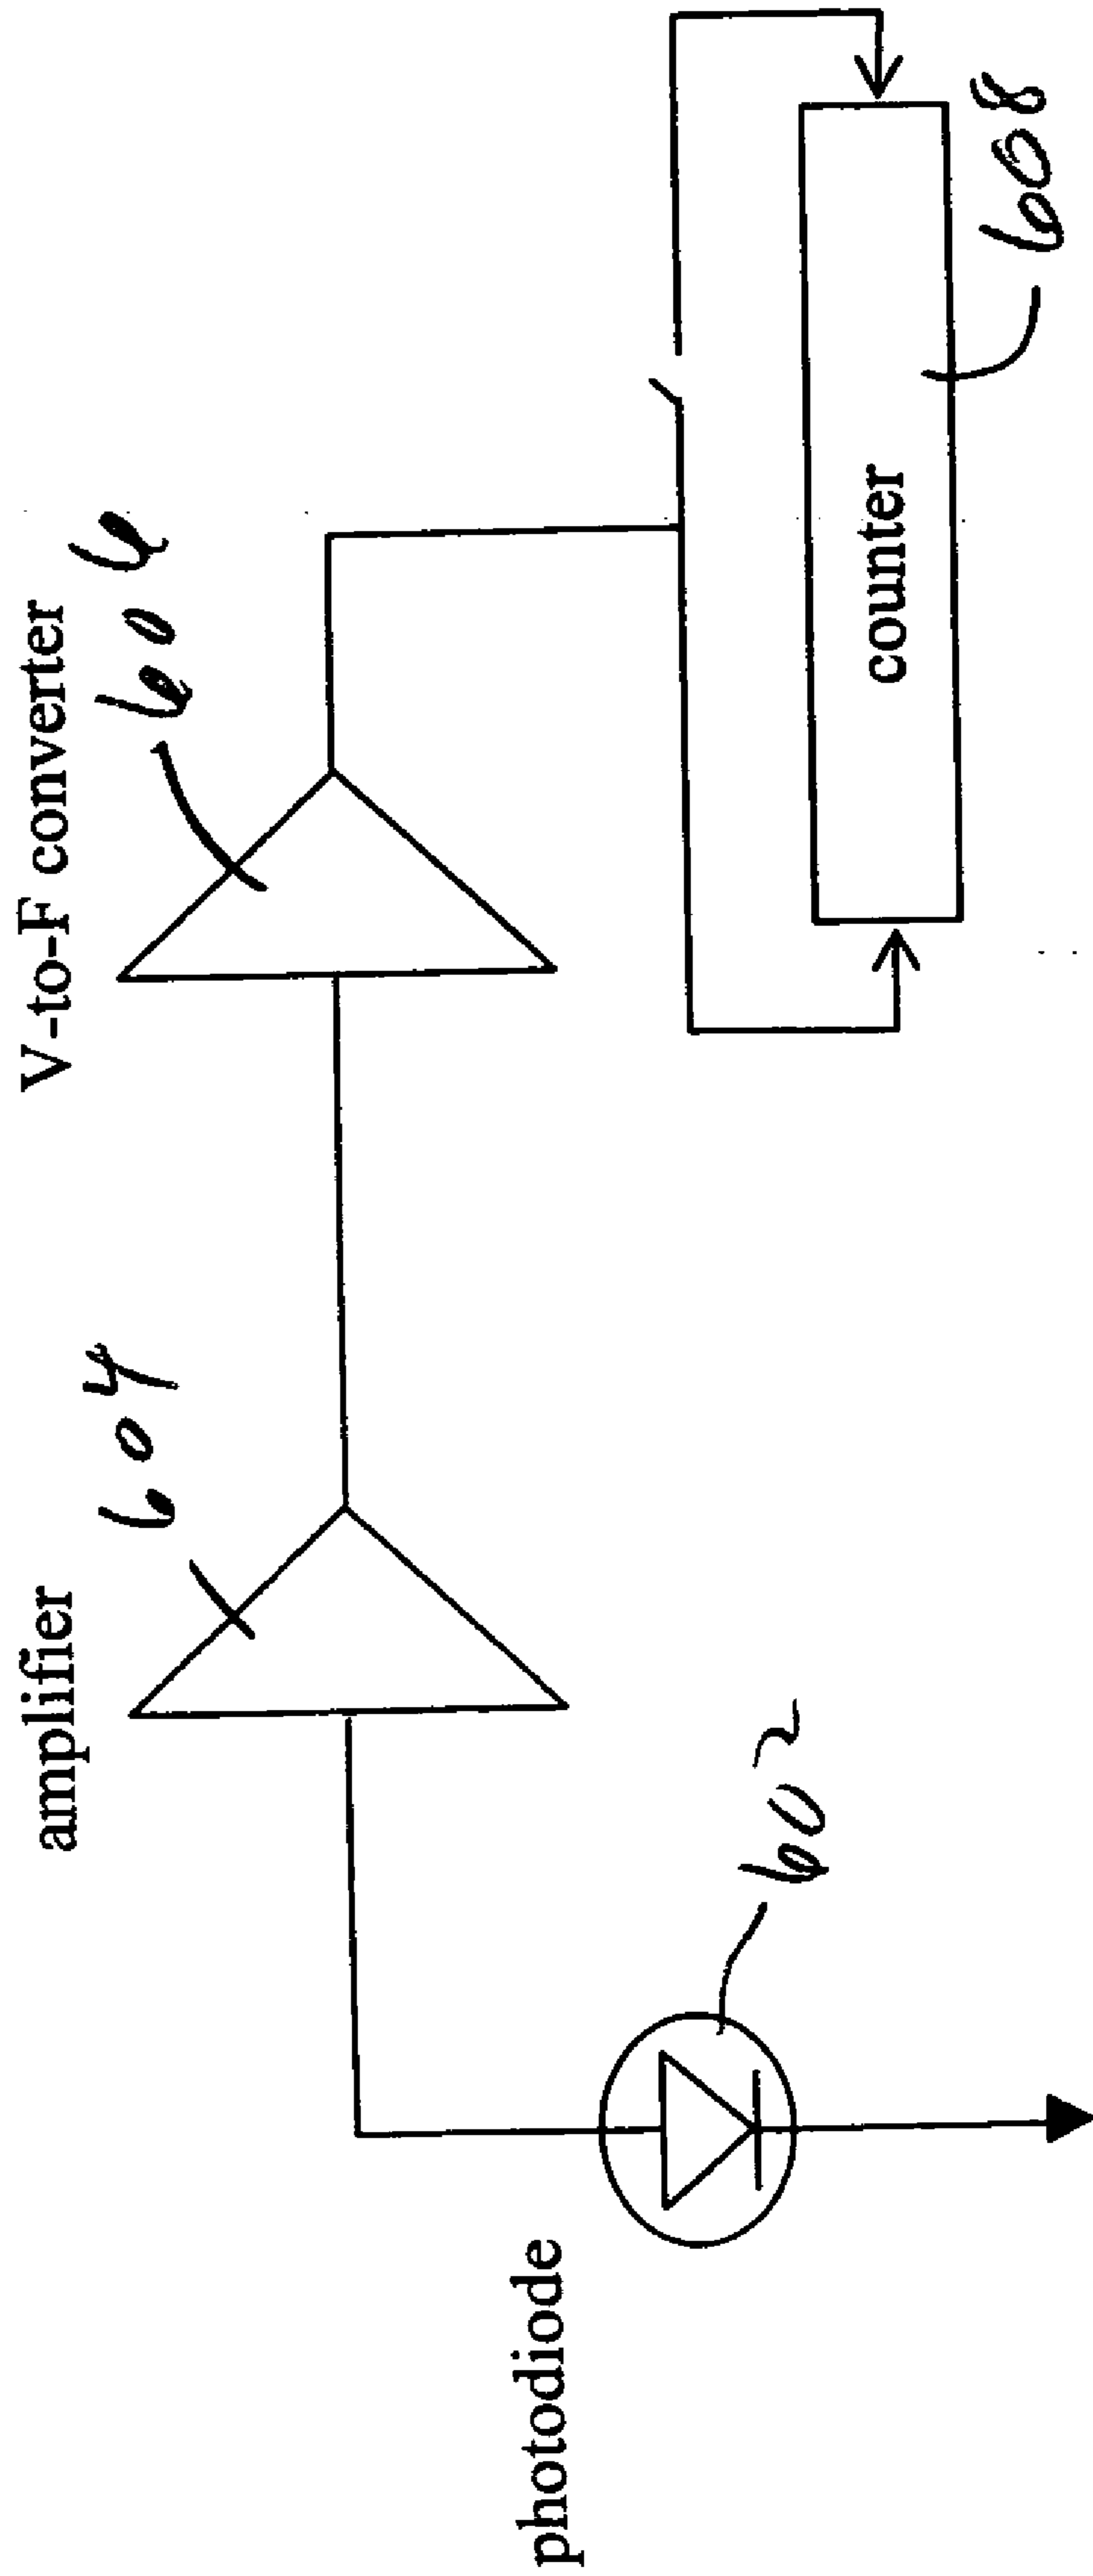 V-to-F converter
606
amplifier
604
photodiode
602
counter
608